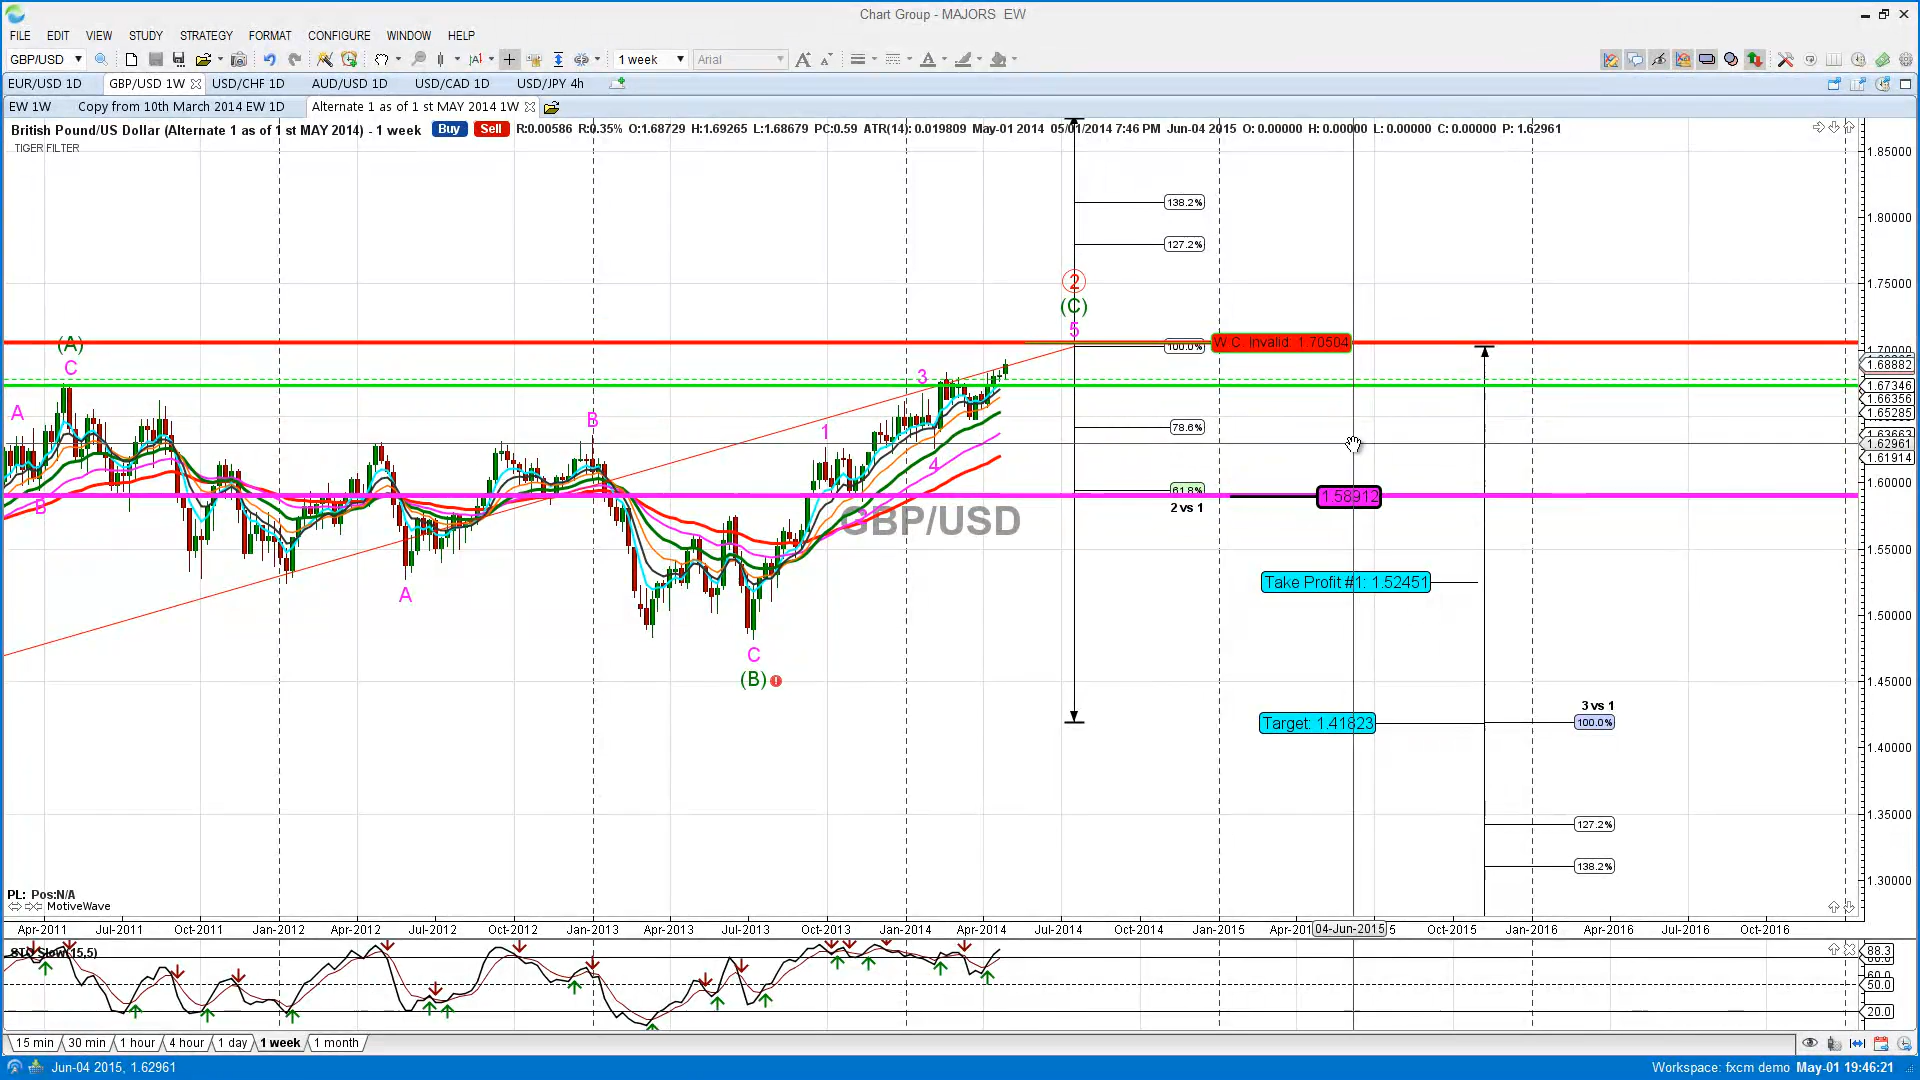 Chart Group - MAJORS EW
FILE EDIT VIEW STUDY STRATEGY FORMAT CONFIGURE WINDOW HELP
GBP/USD 1 week Arial
EUR/USD 1D GBP/USD 1W USD/CHF 1D AUD/USD 1D USD/CAD 1D USD/JPY 4h
EW 1W Copy from 10th March 2014 EW 1D Alternate 1 as of 1 st MAY 2014 1W
British Pound/US Dollar (Alternate 1 as of 1 st MAY 2014) - 1 week Buy Sell R:0.00586 R:0.35% O:1.68729 H:1.69265 L:1.68679 PC:0.59 ATR(14): 0.019809 May-01 2014 05/01/2014 7:46 PM Jun-04 2015 O: 0.00000 H: 0.00000 L: 0.00000 C: 0.00000 P: 1.62961
TIGER FILTER
1.85000
138.2%
1.80000
127.2%
2
1.75000
(C)
5
(A)
100.0%
W C Invalid: 1.70504
1.70000
C
1.68882
3
1.67346
1.66356
A
B
1
78.6%
1.65285
1.62961
4
1.61914
B
61.8%
1.58912
1.60000
2 vs 1
GBP/USD
1.55000
A
Take Profit #1: 1.52451
1.50000
C
(B)
1.45000
3 vs 1
Target: 1.41823
100.0%
1.40000
127.2%
1.35000
138.2%
1.30000
PL: Pos:N/A
MotiveWave
Apr-2011 Jul-2011 Oct-2011 Jan-2012 Apr-2012 Jul-2012 Oct-2012 Jan-2013 Apr-2013 Jul-2013 Oct-2013 Jan-2014 Apr-2014 Jul-2014 Oct-2014 Jan-2015 04-Jun-2015 Oct-2015 Jan-2016 Apr-2016 Jul-2016 Oct-2016
STO Slow(15,5)
88.3
50.0
20.0
15 min 30 min 1 hour 4 hour 1 day 1 week 1 month
Jun-04 2015, 1.62961 Workspace: fxcm demo May-01 19:46:21